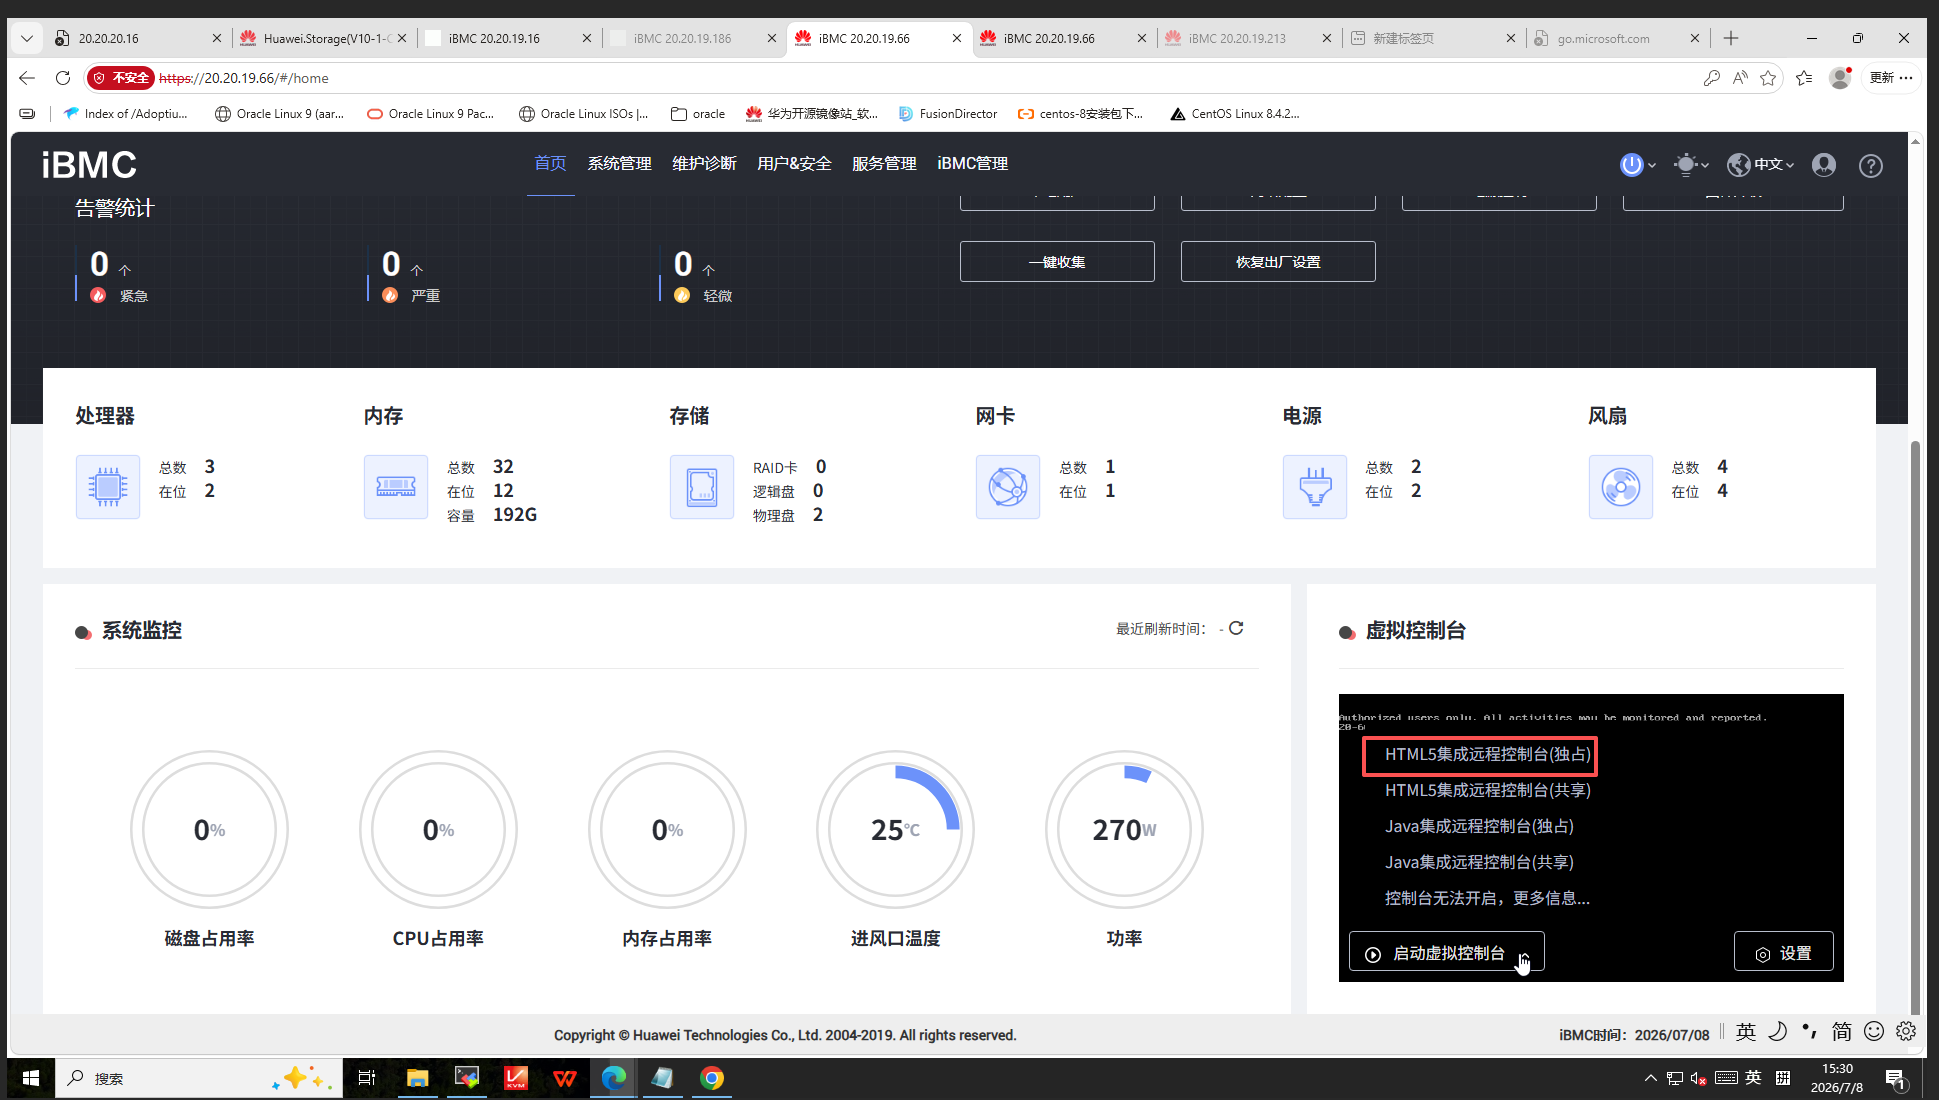 20.20.20.16
Huawei.Storage(V10-1-C
iBMC 20.20.19.16
iBMC 20.20.19.186
iBMC 20.20.19.66
iBMC 20.20.19.66
iBMC 20.20.19.213
新建标签页
go.microsoft.com
不安全
https://20.20.19.66/#/home
更新
Index of /Adoptiu...
Oracle Linux 9 (aar...
Oracle Linux 9 Pac...
Oracle Linux ISOs |...
oracle
华为开源镜像站_软...
FusionDirector
centos-8安装包下...
CentOS Linux 8.4.2...
iBMC
首页
系统管理
维护诊断
用户&安全
服务管理
iBMC管理
中文
告警统计
0 个
紧急
0 个
严重
0 个
轻微
一键收集
恢复出厂设置
处理器
总数 3
在位 2
内存
总数 32
在位 12
容量 192G
存储
RAID卡 0
逻辑盘 0
物理盘 2
网卡
总数 1
在位 1
电源
总数 2
在位 2
风扇
总数 4
在位 4
系统监控
最近刷新时间： -
0%
磁盘占用率
0%
CPU占用率
0%
内存占用率
25°C
进风口温度
270W
功率
虚拟控制台
Authorized users only. All activities may be monitored and reported.
HTML5集成远程控制台(独占)
HTML5集成远程控制台(共享)
Java集成远程控制台(独占)
Java集成远程控制台(共享)
控制台无法开启，更多信息...
启动虚拟控制台
设置
Copyright © Huawei Technologies Co., Ltd. 2004-2019. All rights reserved.
iBMC时间：2026/07/08
英
简
搜索
KVM
英
拼
15:30
2026/7/8
1